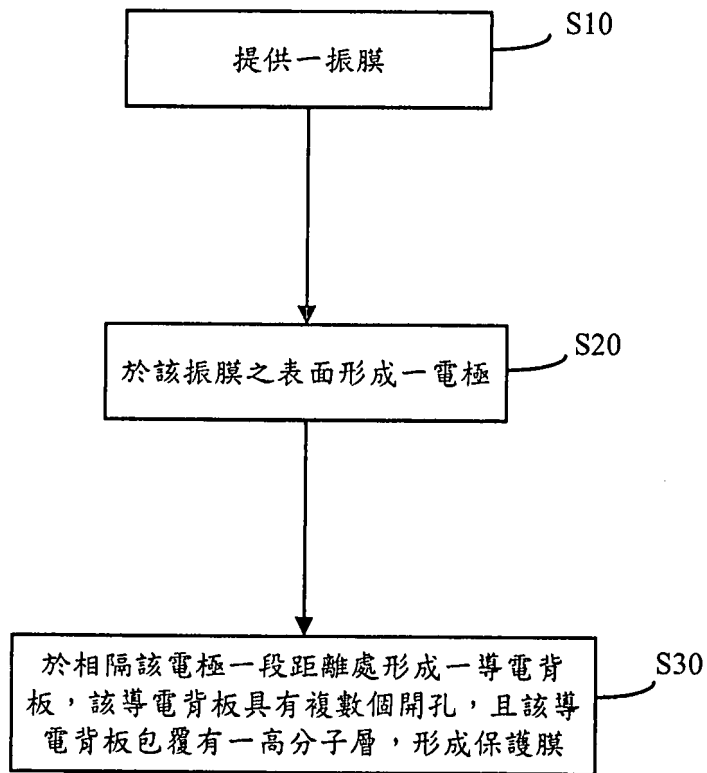 S10
提供一振膜
S20
於該振膜之表面形成一電極
S30
於相隔該電極一段距離處形成一導電背
板，該導電背板具有複數個開孔，且該導
電背板包覆有一高分子層，形成保護膜